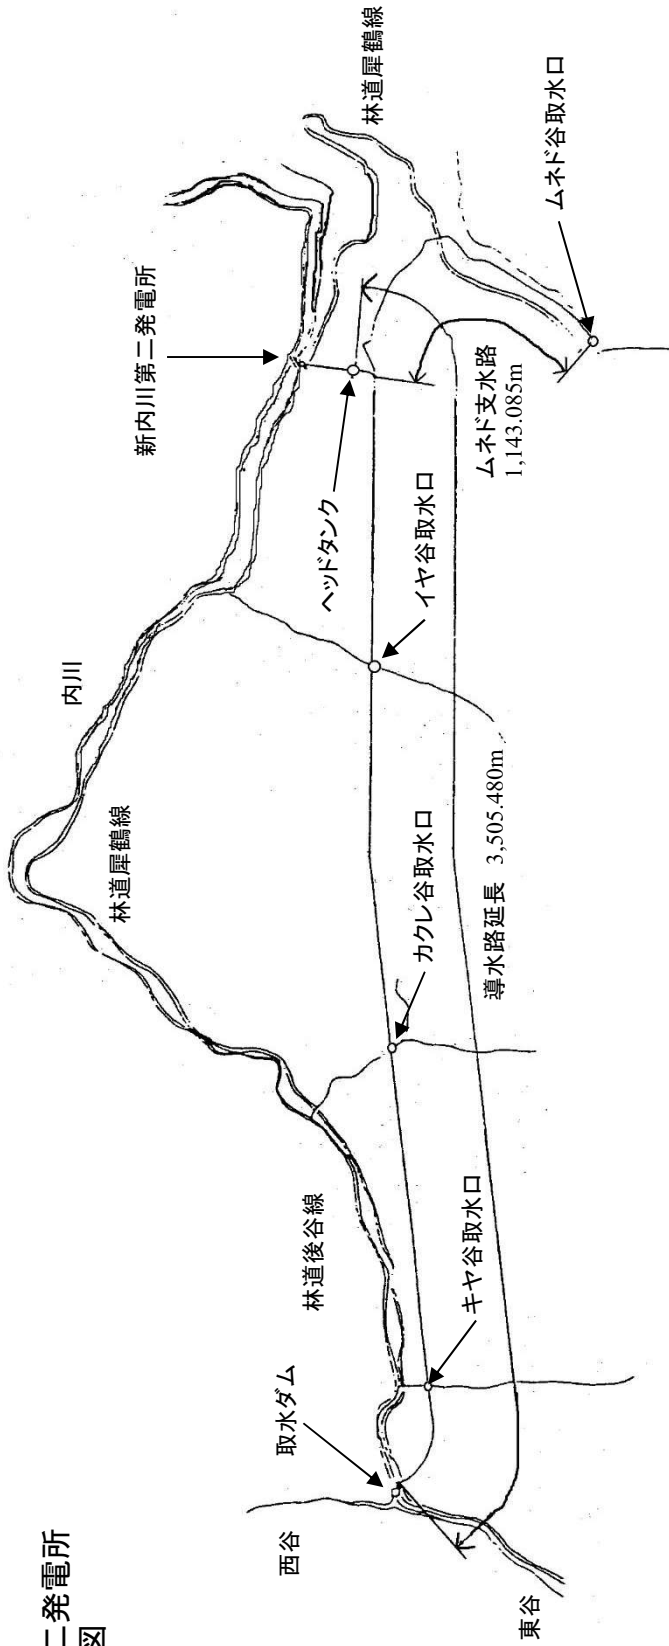 二発電所
図
内川
林道犀鶴線
新内川第二発電所
西谷
取水ダム
林道後谷線
ヘッドタンク
林道犀鶴線
カクレ谷取水口
イヤ谷取水口
キヤ谷取水口
ムネド支水路
1,143.085m
導水路延長 3,505.480m
東谷
ムネド谷取水口